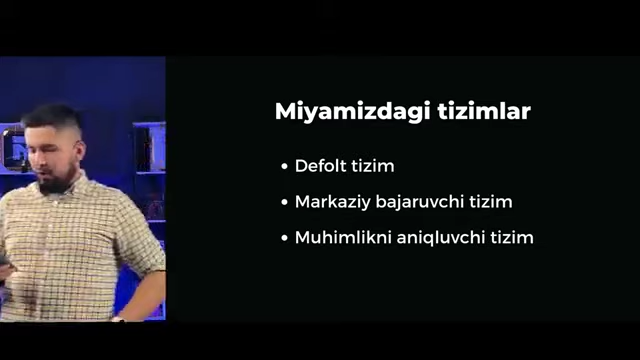 Miyamizdagi tizimlar
• Defolt tizim
• Markaziy bajaruvchi tizim
• Muhimlikni aniqluvchi tizim